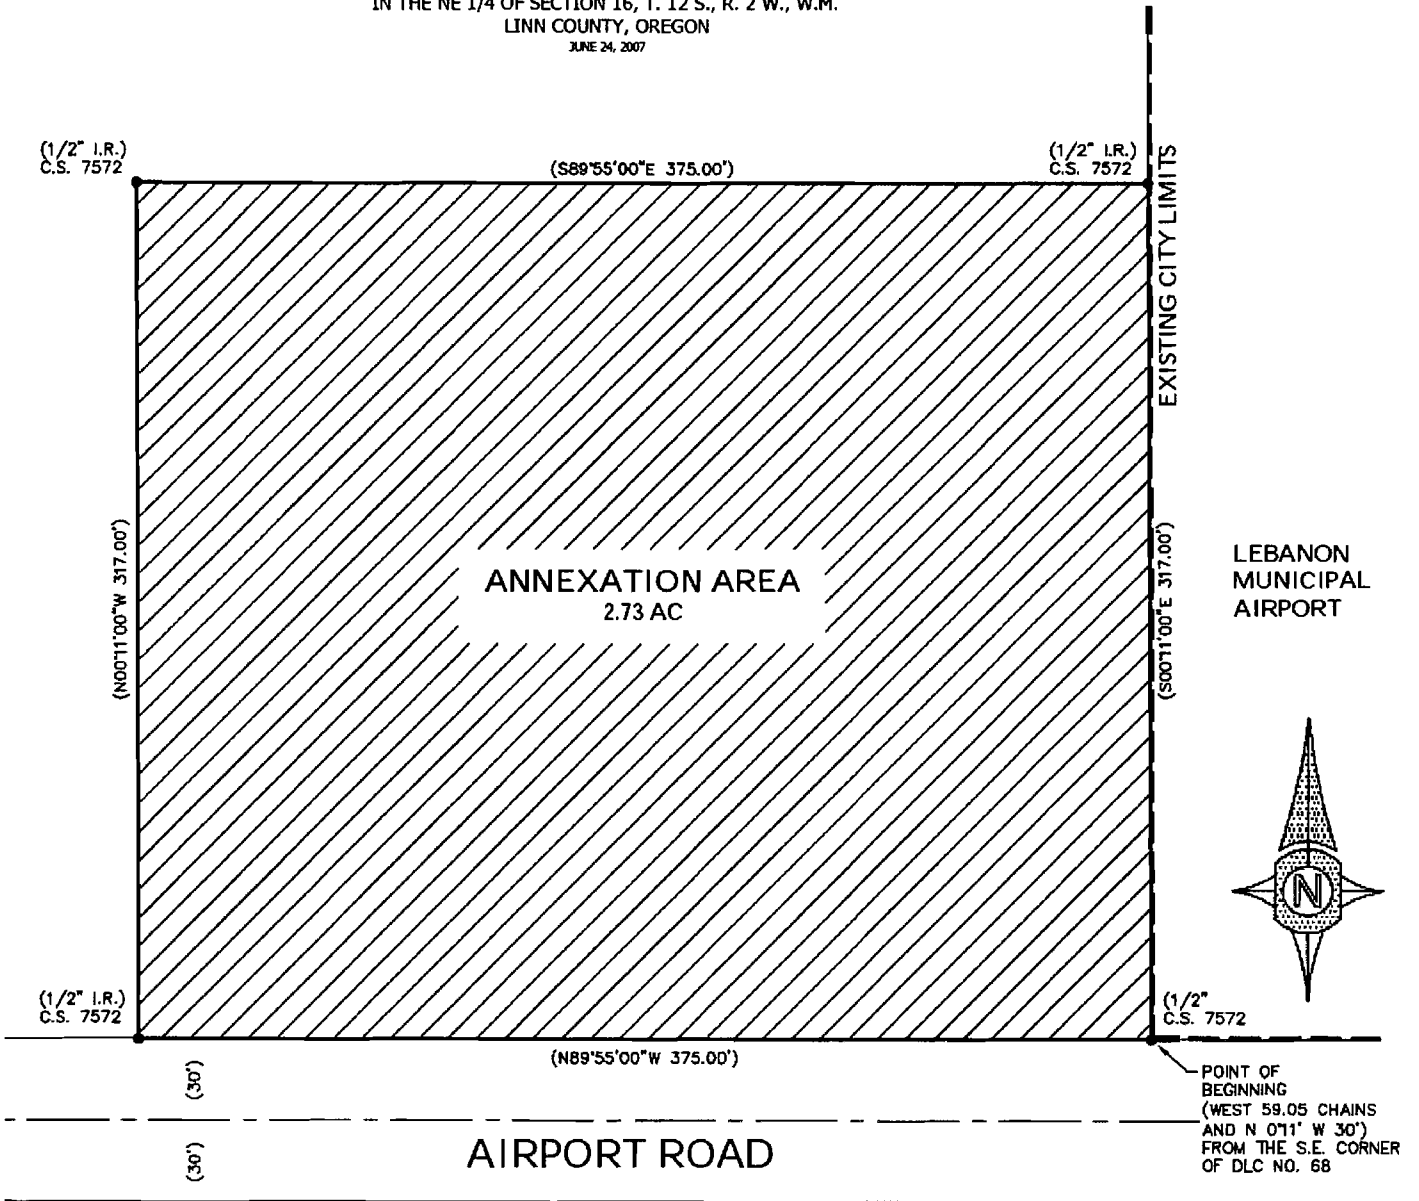 IN THE NE 1/4 OF SECTION 16, T. 12 S., R. 2 W., W.M.
LINN COUNTY, OREGON
JUNE 24, 2007
(1/2" I.R.)
C.S. 7572
(S89°55'00"E 375.00')
(1/2" I.R.)
C.S. 7572
EXISTING CITY LIMITS
(N00°11'00"W 317.00')
ANNEXATION AREA
2.73 AC
(S00°11'00"E 317.00')
LEBANON
MUNICIPAL
AIRPORT
N
(1/2" I.R.)
C.S. 7572
(N89°55'00"W 375.00')
(1/2"
C.S. 7572
POINT OF
BEGINNING
(WEST 59.05 CHAINS
AND N 0°11' W 30')
FROM THE S.E. CORNER
OF DLC NO. 68
(30')
(30')
AIRPORT ROAD